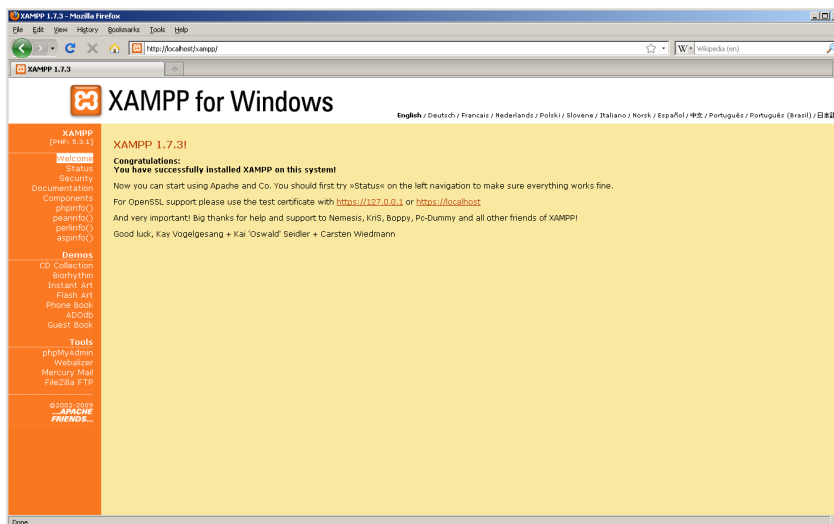 XAMPP 1.7.3 - Mozilla Firefox
File Edit View History Bookmarks Tools Help
http://localhost/xampp/
W Wikipedia (en)
XAMPP 1.7.3
XAMPP for Windows
English / Deutsch / Francais / Nederlands / Polski / Slovene / Italiano / Norsk / Español / 中文 / Português / Português (Brasil) / 日本語
XAMPP
[PHP: 5.3.1]
Welcome
Status
Security
Documentation
Components
phpinfo()
pearinfo()
perlinfo()
aspinfo()
Demos
CD Collection
Biorhythm
Instant Art
Flash Art
Phone Book
ADOdb
Guest Book
Tools
phpMyAdmin
Webalizer
Mercury Mail
FileZilla FTP
©2002-2009
...APACHE
FRIENDS...
XAMPP 1.7.3!
Congratulations:
You have successfully installed XAMPP on this system!
Now you can start using Apache and Co. You should first try »Status« on the left navigation to make sure everything works fine.
For OpenSSL support please use the test certificate with https://127.0.0.1 or https://localhost
And very important! Big thanks for help and support to Nemesis, KriS, Boppy, Pc-Dummy and all other friends of XAMPP!
Good luck, Kay Vogelgesang + Kai 'Oswald' Seidler + Carsten Wiedmann
Done